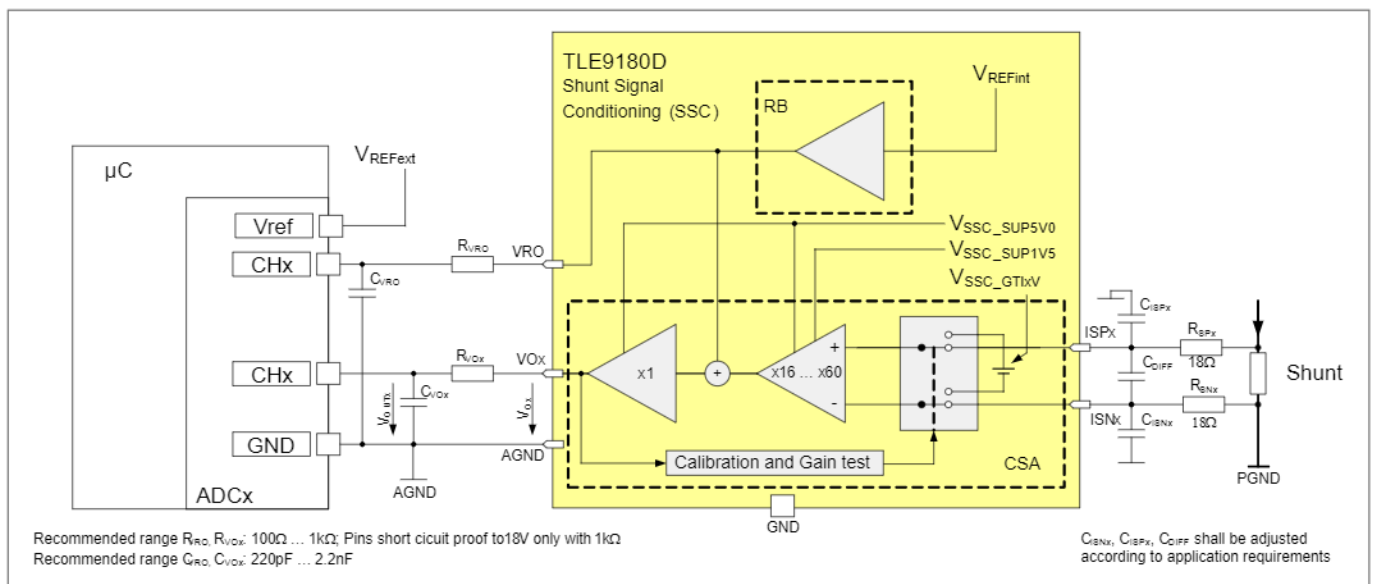 TLE9180D
Shunt Signal
Conditioning (SSC)
RB
VREFint
µC
VREFext
Vref
CHx
RVRO
VRO
CVRO
VSSC_SUP5V0
VSSC_SUP1V5
VSSC_GTIxV
CHx
RVOx
VOx
CVOx
Vox
x1
+
x16 ... x60
+
-
ISPx
CISPx
RSPx
18Ω
CDIFF
Shunt
RSNx
18Ω
ISNx
CISNx
GND
AGND
ADCx
AGND
Calibration and Gain test
CSA
GND
PGND
Recommended range RRO, RVOx: 100Ω ... 1kΩ; Pins short cicuit proof to18V only with 1kΩ
Recommended range CRO, CVOx: 220pF ... 2.2nF
CISNx, CISPx, CDIFF shall be adjusted
according to application requirements